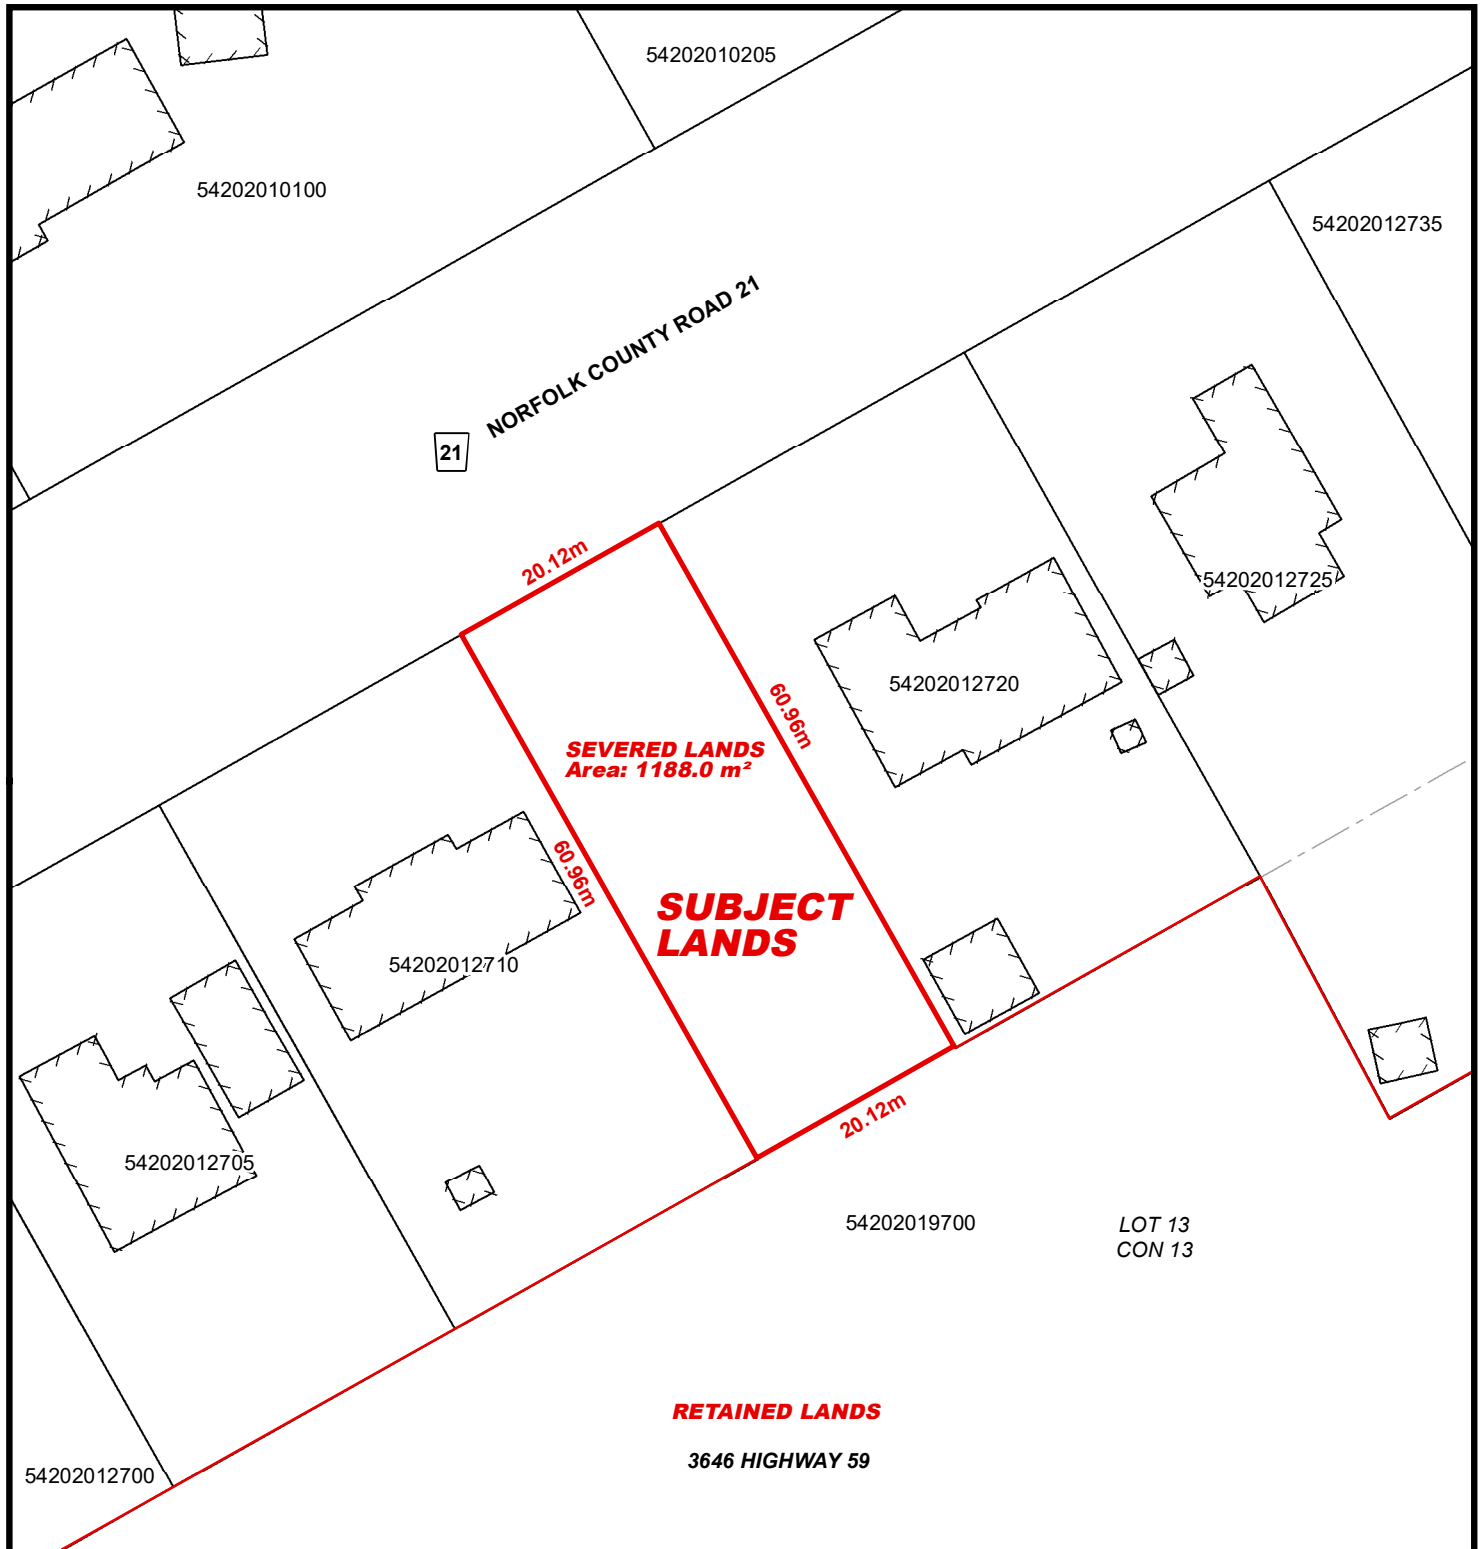 54202010205
54202010100
54202012735
NORFOLK COUNTY ROAD 21
21
20.12m
54202012725
54202012720
60.96m
SEVERED LANDS
Area: 1188.0 m²
60.96m
SUBJECT
LANDS
54202012710
20.12m
54202012705
54202019700
LOT 13
CON 13
RETAINED LANDS
3646 HIGHWAY 59
54202012700